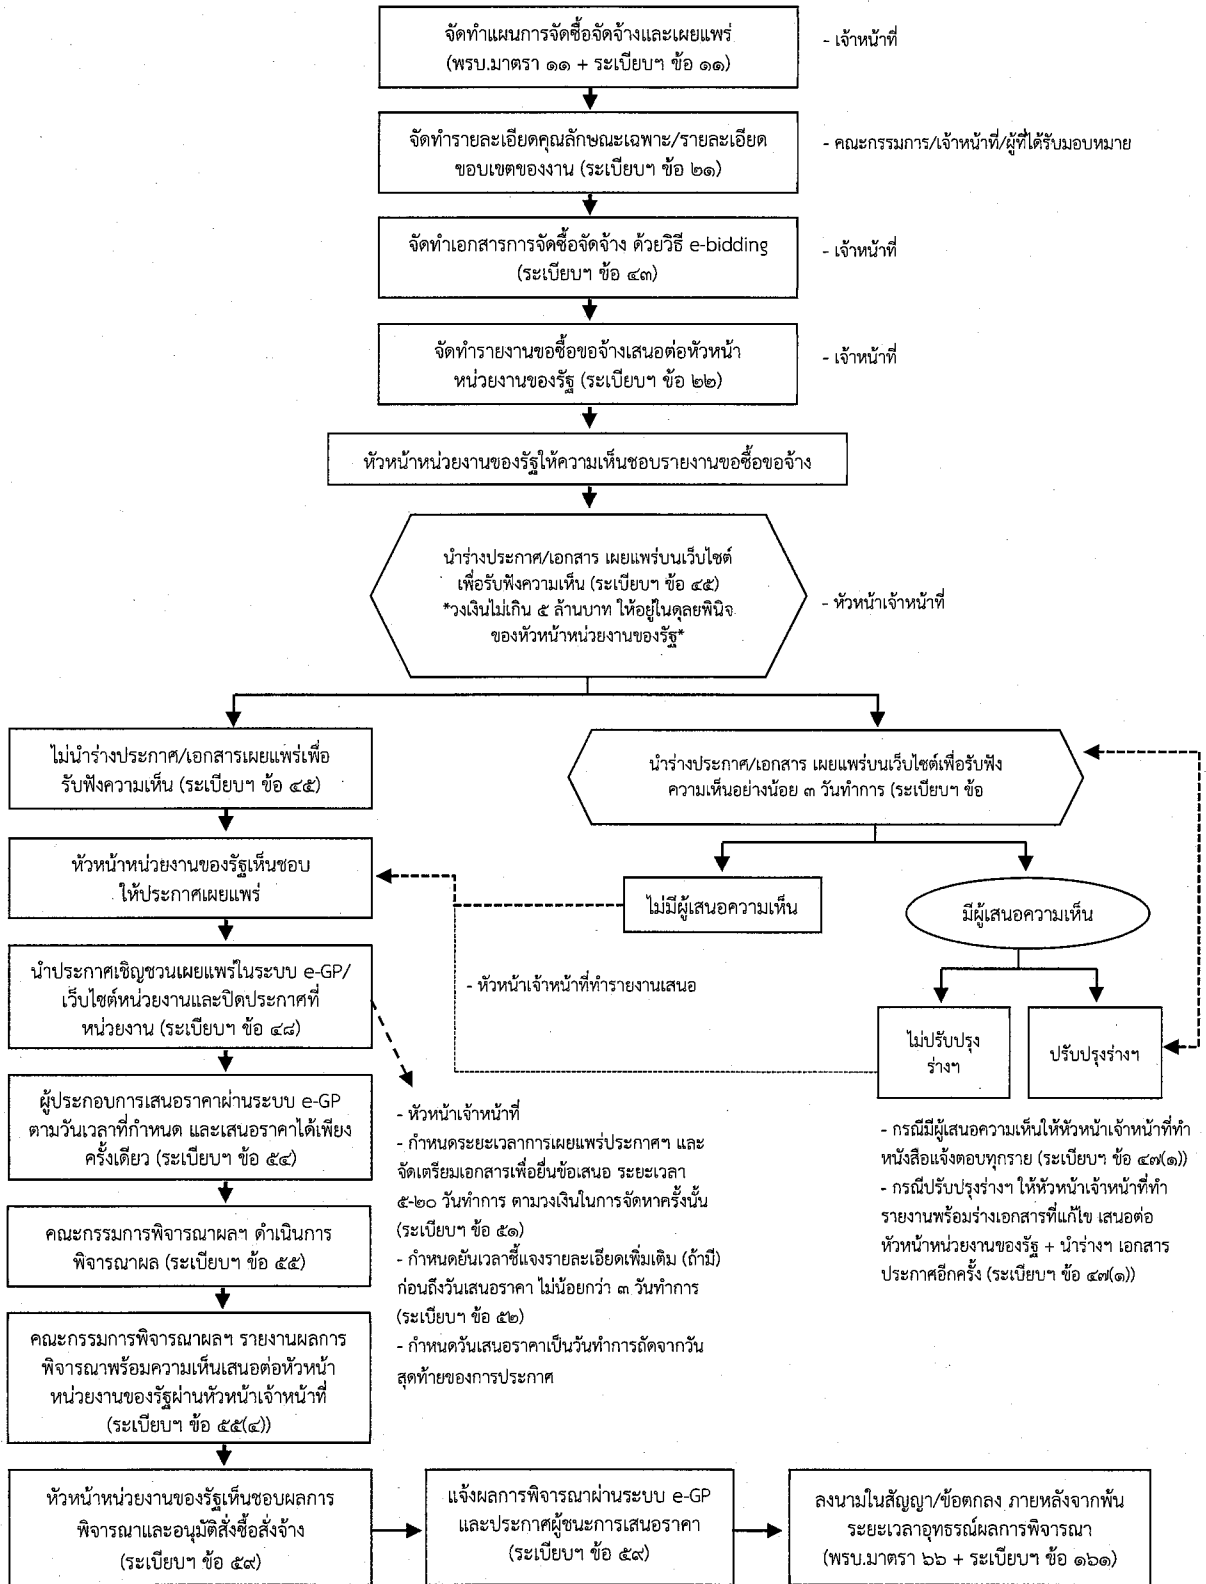 จัดทำแผนการจัดซื้อจัดจ้างและเผยแพร่
(พรบ.มาตรา ๑๑ + ระเบียบฯ ข้อ ๑๑)
- เจ้าหน้าที่
จัดทำรายละเอียดคุณลักษณะเฉพาะ/รายละเอียด
ขอบเขตของงาน (ระเบียบฯ ข้อ ๒๑)
- คณะกรรมการ/เจ้าหน้าที่/ผู้ที่ได้รับมอบหมาย
จัดทำเอกสารการจัดซื้อจัดจ้าง ด้วยวิธี e-bidding
(ระเบียบฯ ข้อ ๔๓)
- เจ้าหน้าที่
จัดทำรายงานขอซื้อขอจ้างเสนอต่อหัวหน้า
หน่วยงานของรัฐ (ระเบียบฯ ข้อ ๒๒)
- เจ้าหน้าที่
หัวหน้าหน่วยงานของรัฐให้ความเห็นชอบรายงานขอซื้อขอจ้าง
นำร่างประกาศ/เอกสาร เผยแพร่บนเว็บไซต์
เพื่อรับฟังความเห็น (ระเบียบฯ ข้อ ๔๕)
*วงเงินไม่เกิน ๕ ล้านบาท ให้อยู่ในดุลยพินิจ
ของหัวหน้าหน่วยงานของรัฐ*
- หัวหน้าเจ้าหน้าที่
ไม่นำร่างประกาศ/เอกสารเผยแพร่เพื่อ
รับฟังความเห็น (ระเบียบฯ ข้อ ๔๕)
นำร่างประกาศ/เอกสาร เผยแพร่บนเว็บไซต์เพื่อรับฟัง
ความเห็นอย่างน้อย ๓ วันทำการ (ระเบียบฯ ข้อ
หัวหน้าหน่วยงานของรัฐเห็นชอบ
ให้ประกาศเผยแพร่
ไม่มีผู้เสนอความเห็น
มีผู้เสนอความเห็น
นำประกาศเชิญชวนเผยแพร่ในระบบ e-GP/
เว็บไซต์หน่วยงานและปิดประกาศที่
หน่วยงาน (ระเบียบฯ ข้อ ๔๘)
- หัวหน้าเจ้าหน้าที่ทำรายงานเสนอ
ไม่ปรับปรุง
ร่างฯ
ปรับปรุงร่างฯ
ผู้ประกอบการเสนอราคาผ่านระบบ e-GP
ตามวันเวลาที่กำหนด และเสนอราคาได้เพียง
ครั้งเดียว (ระเบียบฯ ข้อ ๕๔)
- หัวหน้าเจ้าหน้าที่
- กำหนดระยะเวลาการเผยแพร่ประกาศฯ และ
จัดเตรียมเอกสารเพื่อยื่นข้อเสนอ ระยะเวลา
๕-๒๐ วันทำการ ตามวงเงินในการจัดหาครั้งนั้น
(ระเบียบฯ ข้อ ๕๑)
- กำหนดยันเวลาชี้แจงรายละเอียดเพิ่มเติม (ถ้ามี)
ก่อนถึงวันเสนอราคา ไม่น้อยกว่า ๓ วันทำการ
(ระเบียบฯ ข้อ ๕๒)
- กำหนดวันเสนอราคาเป็นวันทำการถัดจากวัน
สุดท้ายของการประกาศ
- กรณีมีผู้เสนอความเห็นให้หัวหน้าเจ้าหน้าที่ทำ
หนังสือแจ้งตอบทุกราย (ระเบียบฯ ข้อ ๔๗(๑))
- กรณีปรับปรุงร่างฯ ให้หัวหน้าเจ้าหน้าที่ทำ
รายงานพร้อมร่างเอกสารที่แก้ไข เสนอต่อ
หัวหน้าหน่วยงานของรัฐ + นำร่างฯ เอกสาร
ประกาศอีกครั้ง (ระเบียบฯ ข้อ ๔๗(๑))
คณะกรรมการพิจารณาผลฯ ดำเนินการ
พิจารณาผล (ระเบียบฯ ข้อ ๕๕)
คณะกรรมการพิจารณาผลฯ รายงานผลการ
พิจารณาพร้อมความเห็นเสนอต่อหัวหน้า
หน่วยงานของรัฐผ่านหัวหน้าเจ้าหน้าที่
(ระเบียบฯ ข้อ ๕๕(๔))
หัวหน้าหน่วยงานของรัฐเห็นชอบผลการ
พิจารณาและอนุมัติสั่งซื้อสั่งจ้าง
(ระเบียบฯ ข้อ ๕๙)
แจ้งผลการพิจารณาผ่านระบบ e-GP
และประกาศผู้ชนะการเสนอราคา
(ระเบียบฯ ข้อ ๕๙)
ลงนามในสัญญา/ข้อตกลง ภายหลังจากพ้น
ระยะเวลาอุทธรณ์ผลการพิจารณา
(พรบ.มาตรา ๖๖ + ระเบียบฯ ข้อ ๑๖๑)